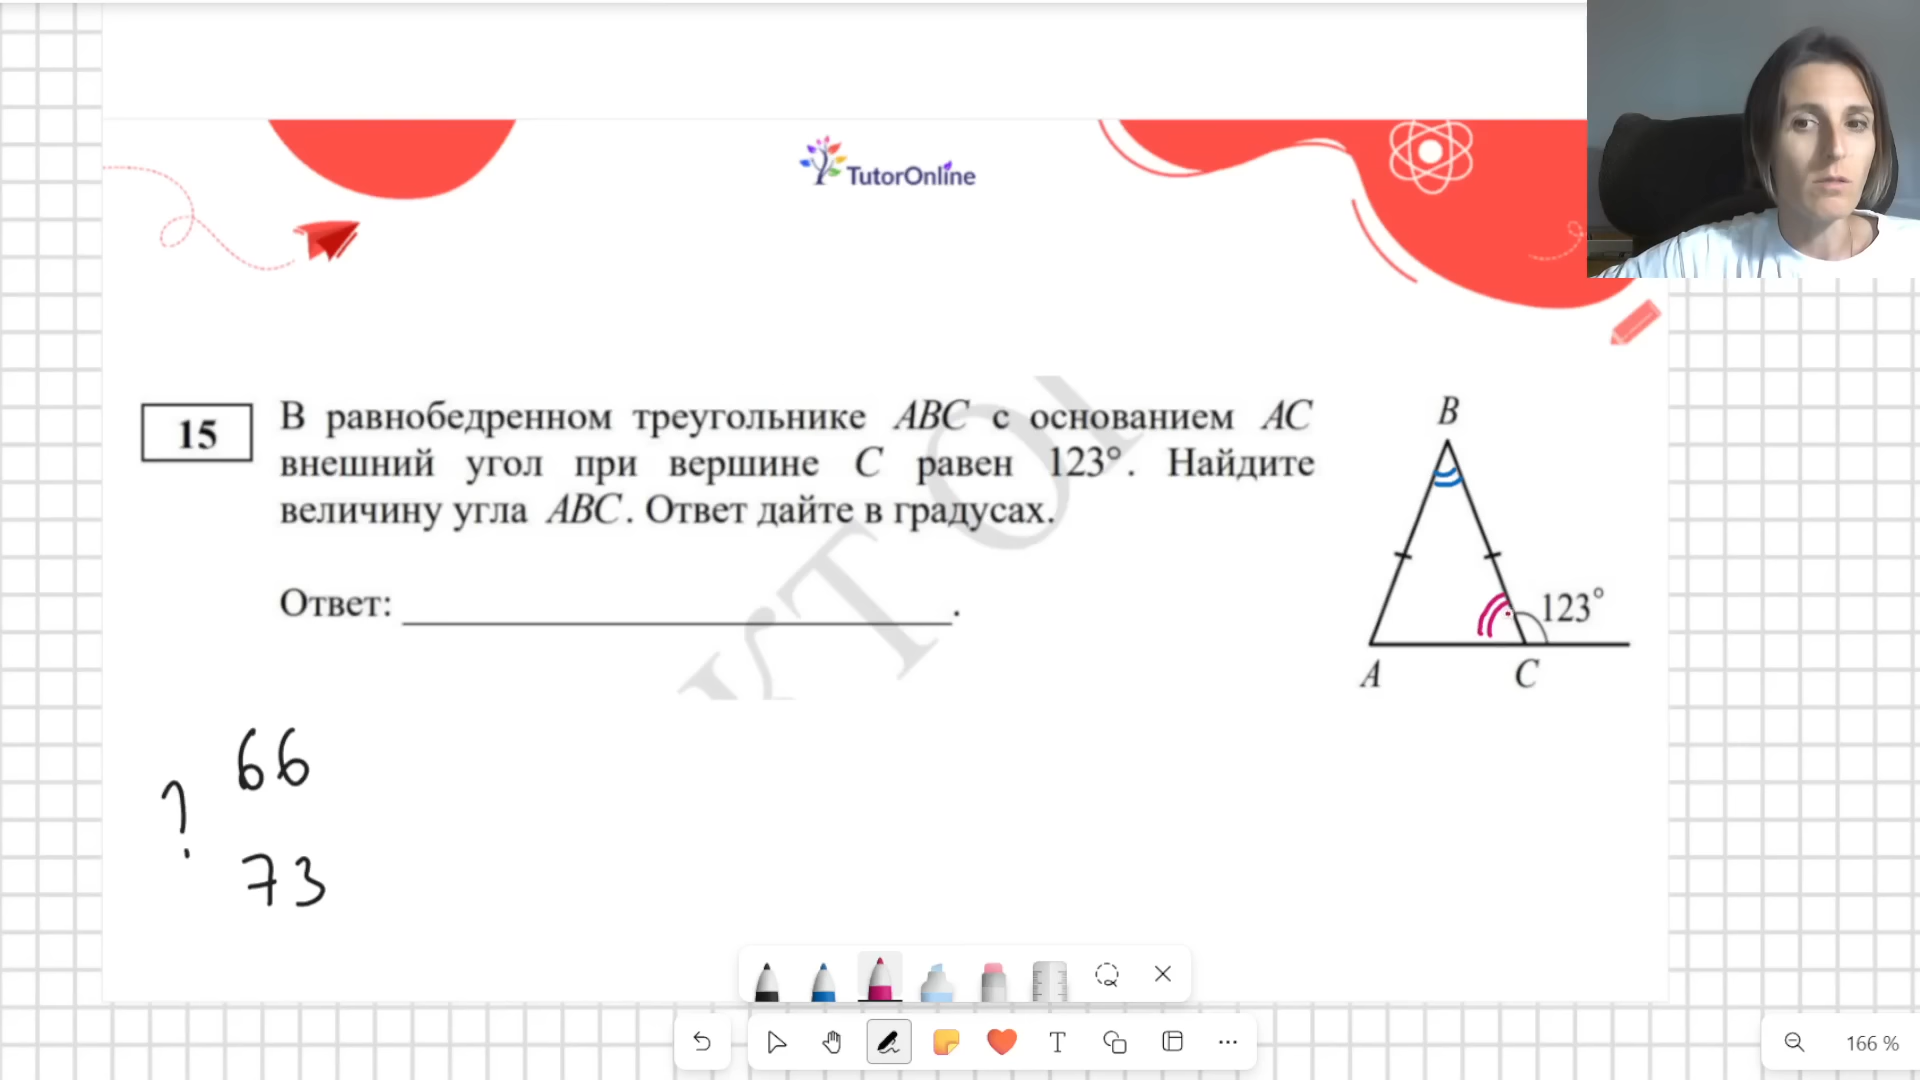 TutorOnline
15
В равнобедренном треугольнике ABC с основанием AC
внешний угол при вершине C равен 123°. Найдите
величину угла ABC. Ответ дайте в градусах.
Ответ: ____________________.
B
123°
A
C
66
?
73
T
166 %